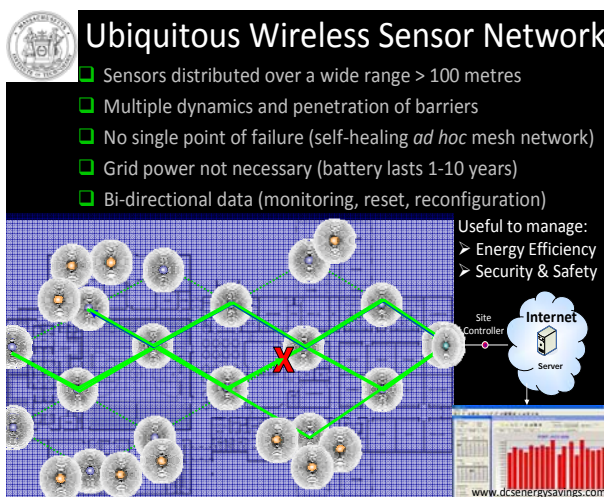 Ubiquitous Wireless Sensor Network
Sensors distributed over a wide range > 100 metres
Multiple dynamics and penetration of barriers
No single point of failure (self-healing ad hoc mesh network)
Grid power not necessary (battery lasts 1-10 years)
Bi-directional data (monitoring, reset, reconfiguration)
Useful to manage:
Energy Efficiency
Security & Safety
Site
Controller
Internet
Server
X
www.dcsenergysavings.com